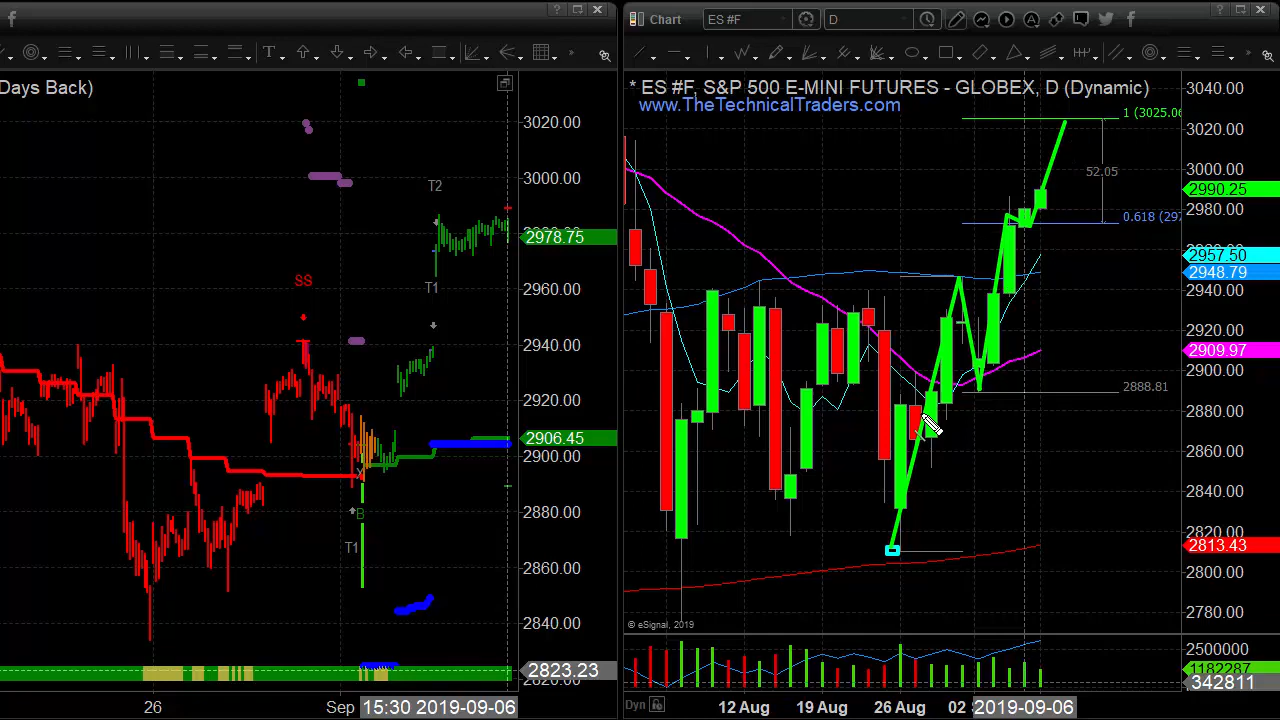 Chart
ES #F
D
T
A
Days Back)
* ES #F, S&P 500 E-MINI FUTURES - GLOBEX, D (Dynamic)
www.TheTechnicalTraders.com
3020.00
3000.00
2978.75
2960.00
2940.00
2920.00
2906.45
2900.00
2880.00
2860.00
2840.00
2823.23
T2
T1
SS
B
T1
26
Sep
15:30 2019-09-06
1 (3025.06
52.05
0.618 (297
2888.81
3040.00
3020.00
3000.00
2990.25
2980.00
2957.50
2948.79
2940.00
2920.00
2909.97
2900.00
2880.00
2860.00
2840.00
2820.00
2813.43
2800.00
2780.00
© eSignal, 2019
2500000
1182287
342811
Dyn
12 Aug
19 Aug
26 Aug
02
2019-09-06